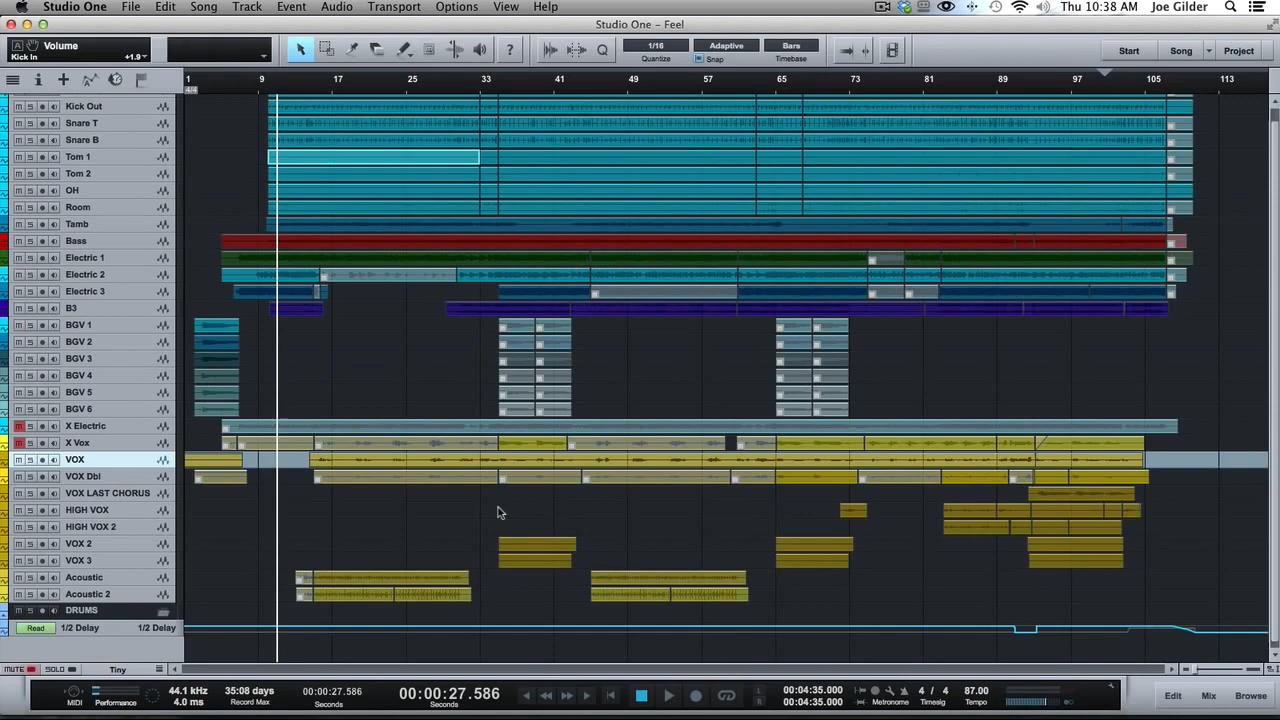 Studio One File Edit Song Track Event Audio Transport Options View Help Thu 10:38 AM Joe Gilder
Studio One - Feel
Volume
Kick In +1.9
1/16 Adaptive Bars
Quantize Snap Timebase
Start Song Project
1 9 17 25 33 41 49 57 65 73 81 89 97 105 113
4/4
M S Kick Out
M S Snare T
M S Snare B
M S Tom 1
M S Tom 2
M S OH
M S Room
M S Tamb
M S Bass
M S Electric 1
M S Electric 2
M S Electric 3
M S B3
M S BGV 1
M S BGV 2
M S BGV 3
M S BGV 4
M S BGV 5
M S BGV 6
M S X Electric
M S X Vox
M S VOX
M S VOX Dbl
M S VOX LAST CHORUS
M S HIGH VOX
M S HIGH VOX 2
M S VOX 2
M S VOX 3
M S Acoustic
M S Acoustic 2
M S DRUMS
Read 1/2 Delay 1/2 Delay
MUTE SOLO Tiny
MIDI Performance
44.1 kHz
4.0 ms
35:08 days
Record Max
00:00:27.586
Seconds
00:00:27.586
Seconds
L
R
00:04:35.000
00:04:35.000
Metronome
4 / 4
Timesig
87.00
Tempo
Edit Mix Browse